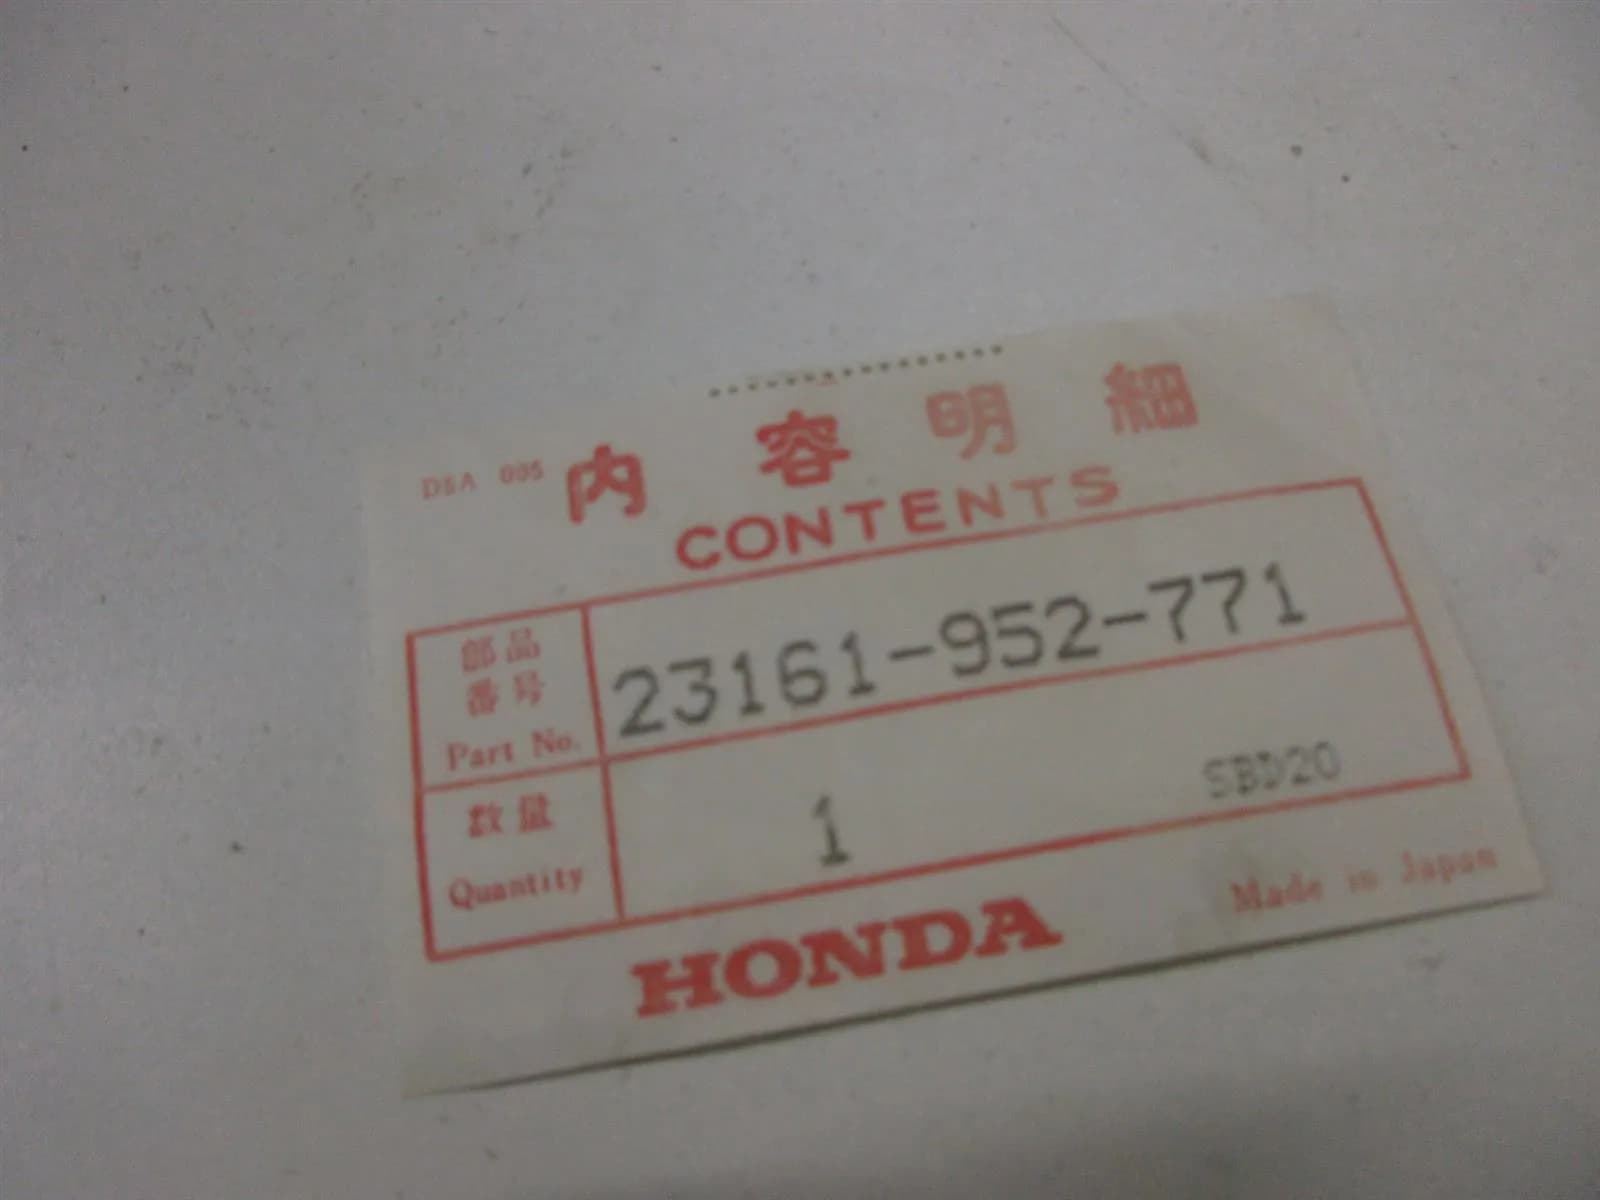 DSA 005
内容明細
CONTENTS
部品
番号
Part No.
23161-952-771
数量
Quantity
1
SBD20
HONDA
Made in Japan